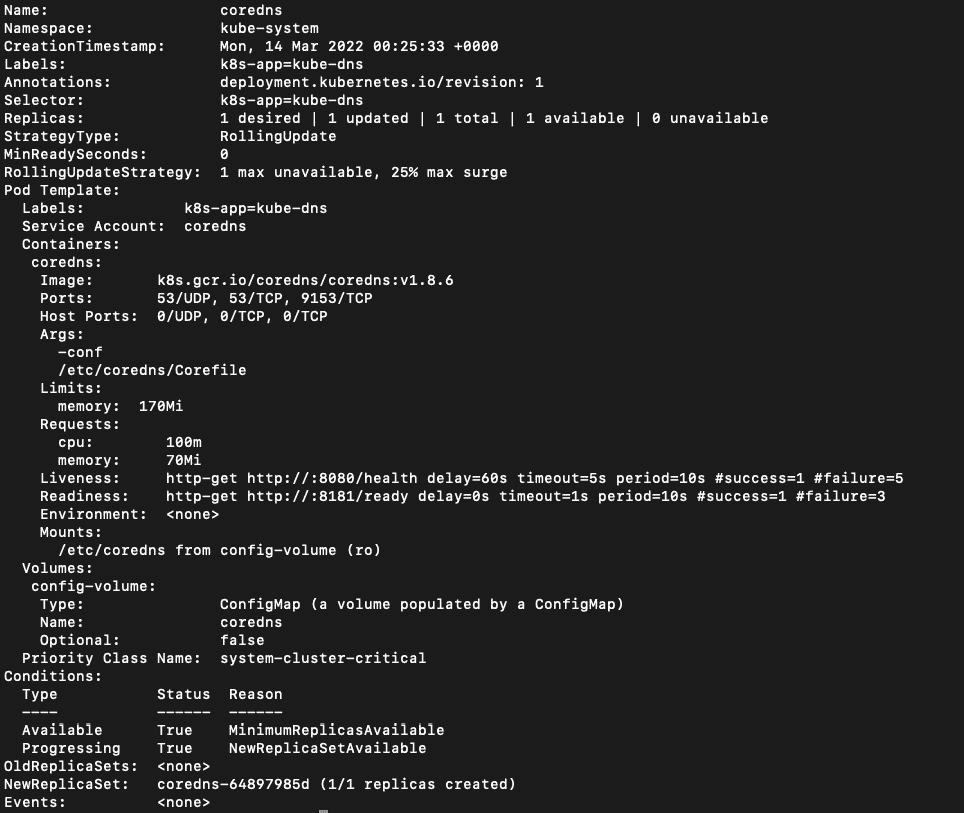 Name:                   coredns
Namespace:              kube-system
CreationTimestamp:      Mon, 14 Mar 2022 00:25:33 +0000
Labels:                 k8s-app=kube-dns
Annotations:            deployment.kubernetes.io/revision: 1
Selector:               k8s-app=kube-dns
Replicas:               1 desired | 1 updated | 1 total | 1 available | 0 unavailable
StrategyType:           RollingUpdate
MinReadySeconds:        0
RollingUpdateStrategy:  1 max unavailable, 25% max surge
Pod Template:
  Labels:           k8s-app=kube-dns
  Service Account:  coredns
  Containers:
   coredns:
    Image:       k8s.gcr.io/coredns/coredns:v1.8.6
    Ports:       53/UDP, 53/TCP, 9153/TCP
    Host Ports:  0/UDP, 0/TCP, 0/TCP
    Args:
      -conf
      /etc/coredns/Corefile
    Limits:
      memory:  170Mi
    Requests:
      cpu:        100m
      memory:     70Mi
    Liveness:     http-get http://:8080/health delay=60s timeout=5s period=10s #success=1 #failure=5
    Readiness:    http-get http://:8181/ready delay=0s timeout=1s period=10s #success=1 #failure=3
    Environment:  <none>
    Mounts:
      /etc/coredns from config-volume (ro)
  Volumes:
   config-volume:
    Type:               ConfigMap (a volume populated by a ConfigMap)
    Name:               coredns
    Optional:           false
  Priority Class Name:  system-cluster-critical
Conditions:
  Type           Status  Reason
  ----           ------  ------
  Available      True    MinimumReplicasAvailable
  Progressing    True    NewReplicaSetAvailable
OldReplicaSets:  <none>
NewReplicaSet:   coredns-64897985d (1/1 replicas created)
Events:          <none>